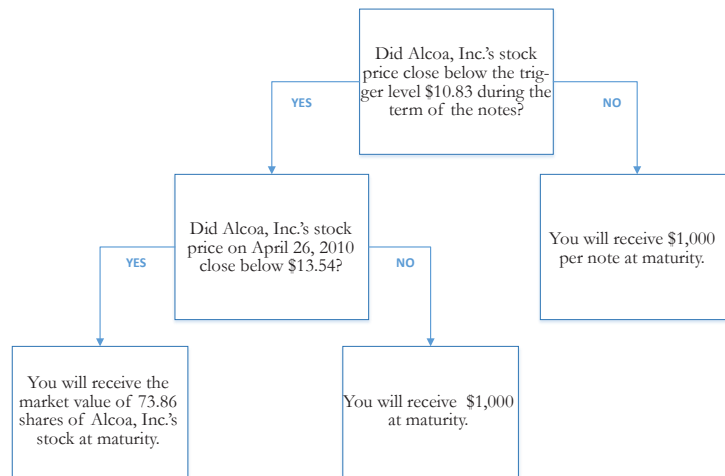 Did Alcoa, Inc.'s stock
price close below the trig-
ger level $10.83 during the
term of the notes?
YES
NO
Did Alcoa, Inc.'s stock
price on April 26, 2010
close below $13.54?
You will receive $1,000
per note at maturity.
YES
NO
You will receive the
market value of 73.86
shares of Alcoa, Inc.'s
stock at maturity.
You will receive $1,000
at maturity.